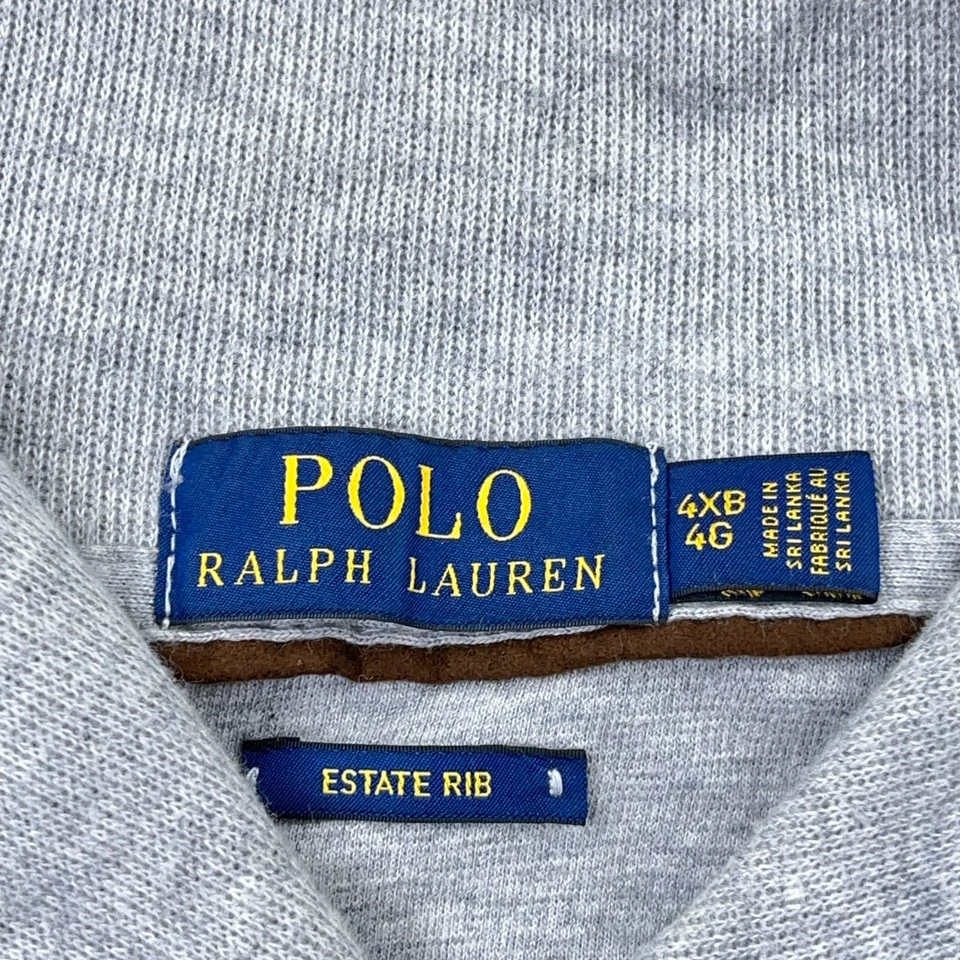 POLO
RALPH LAUREN
4XB
4G
MADE IN
SRI LANKA
FABRIQUÉ AU
SRI LANKA
ESTATE RIB